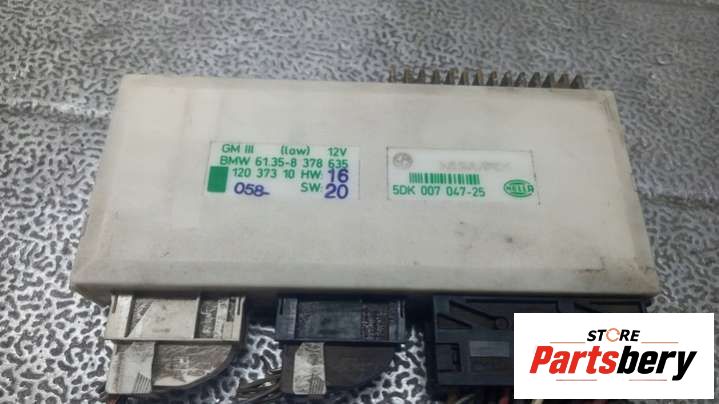 GM III (low) 12V
BMW 61.35-8 378 635
120 373 10 HW: 16
058- SW: 20
5DK 007 047-25
HELLA
STORE
Partsbery